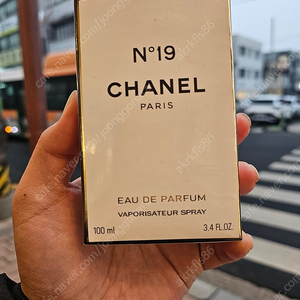 N°19
CHANEL
PARIS
EAU DE PARFUM
VAPORISATEUR SPRAY
100 ml 3.4 FL.OZ.